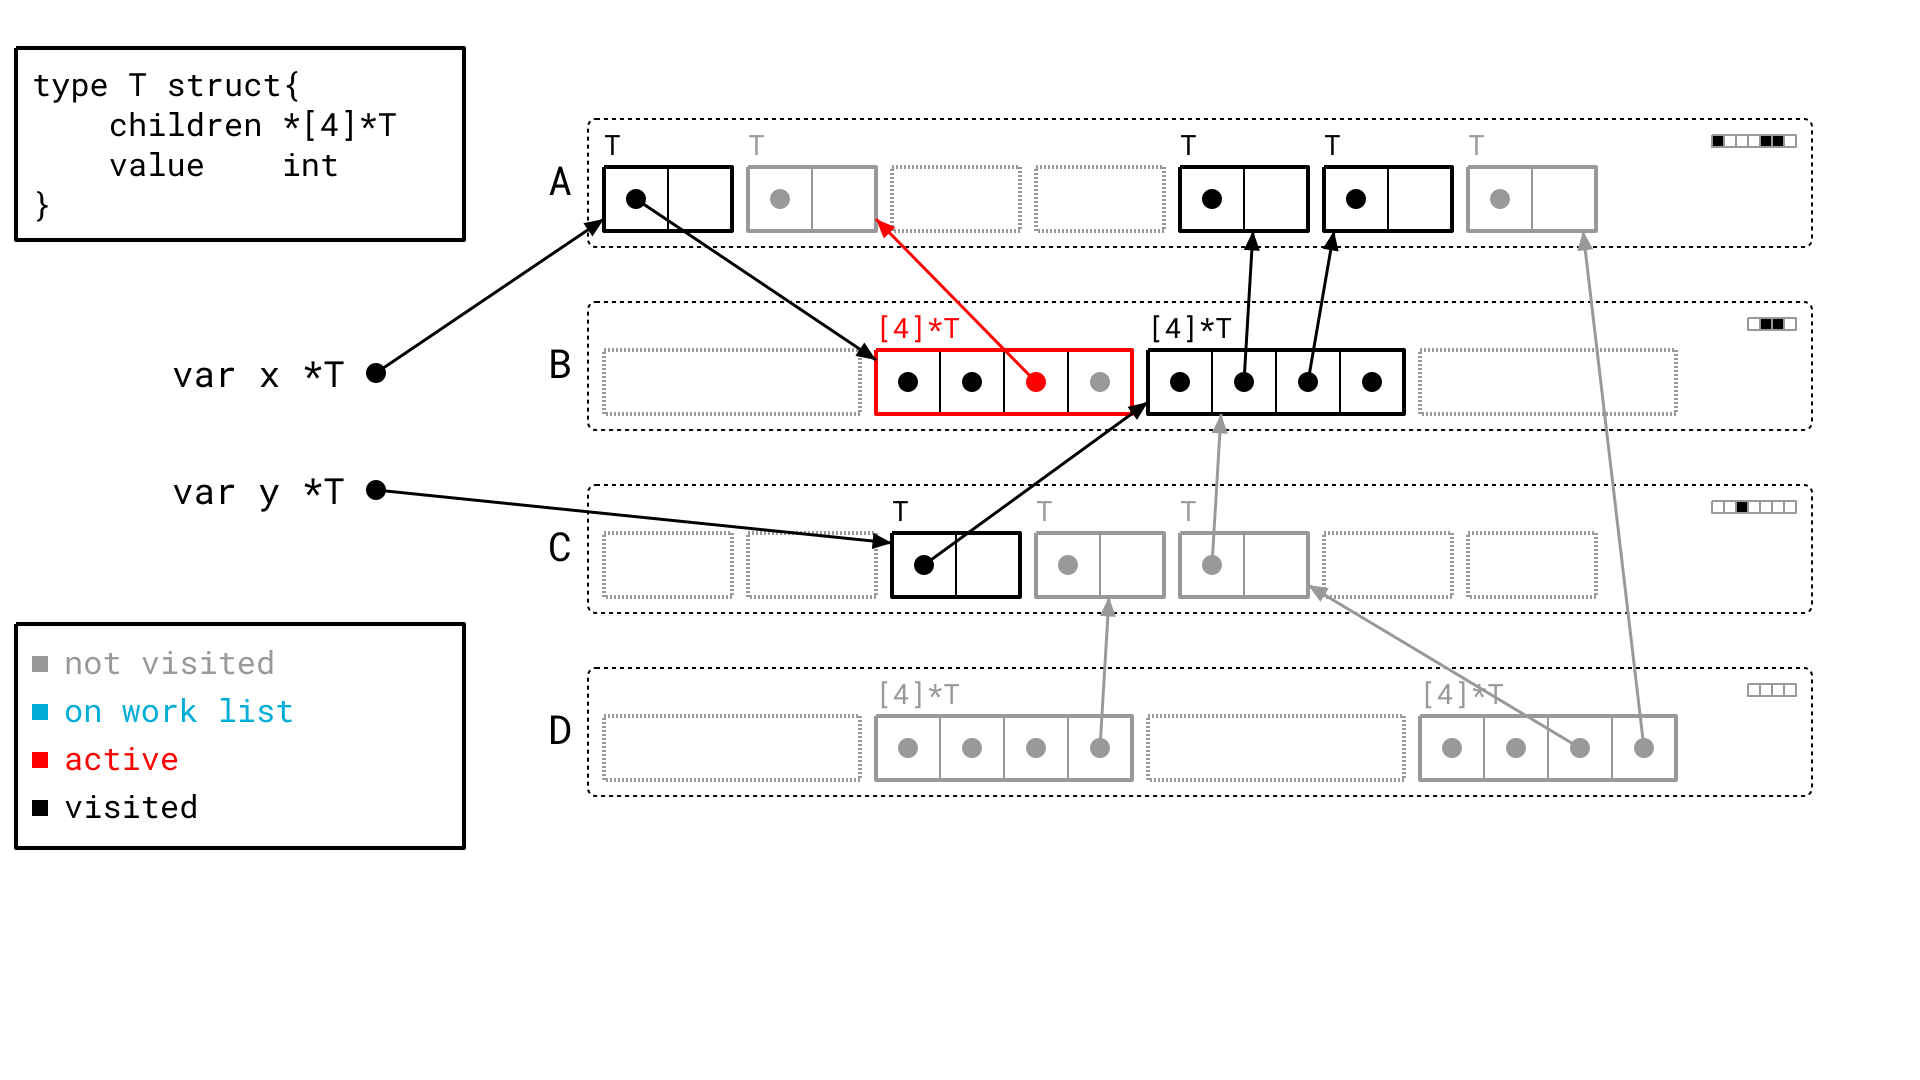 type T struct{
    children *[4]*T
    value    int
}
var x *T
var y *T
not visited
on work list
active
visited
A
T T T T T
B
[4]*T [4]*T
C
T T T
D
[4]*T [4]*T